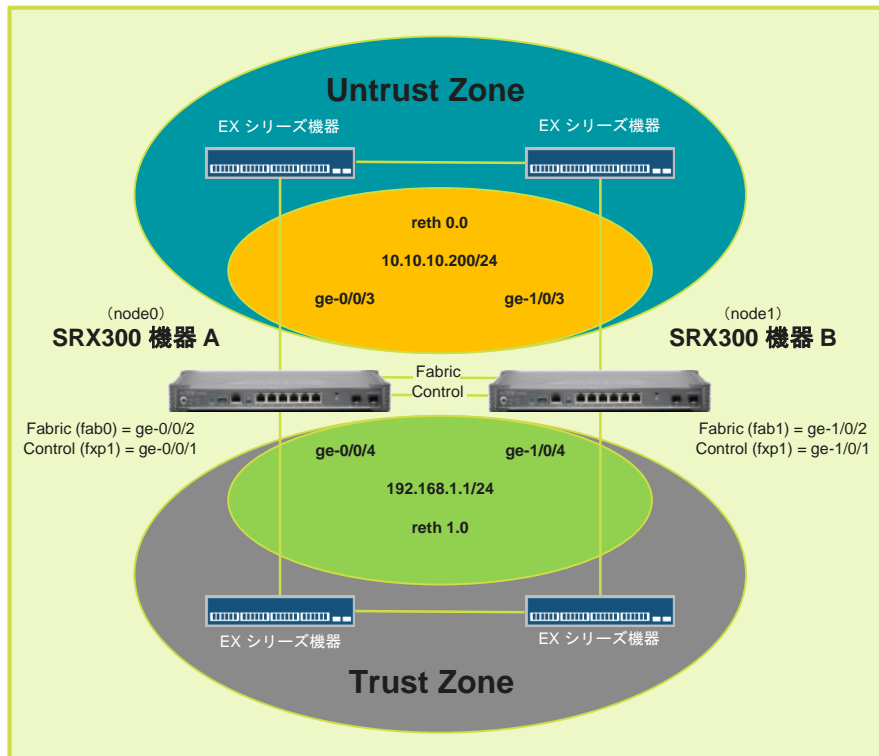 Untrust Zone
EX シリーズ機器
EX シリーズ機器
reth 0.0
10.10.10.200/24
ge-0/0/3
ge-1/0/3
（node0）
SRX300 機器 A
（node1）
SRX300 機器 B
Fabric
Control
Fabric (fab0) = ge-0/0/2
Control (fxp1) = ge-0/0/1
Fabric (fab1) = ge-1/0/2
Control (fxp1) = ge-1/0/1
ge-0/0/4
ge-1/0/4
192.168.1.1/24
reth 1.0
EX シリーズ機器
EX シリーズ機器
Trust Zone